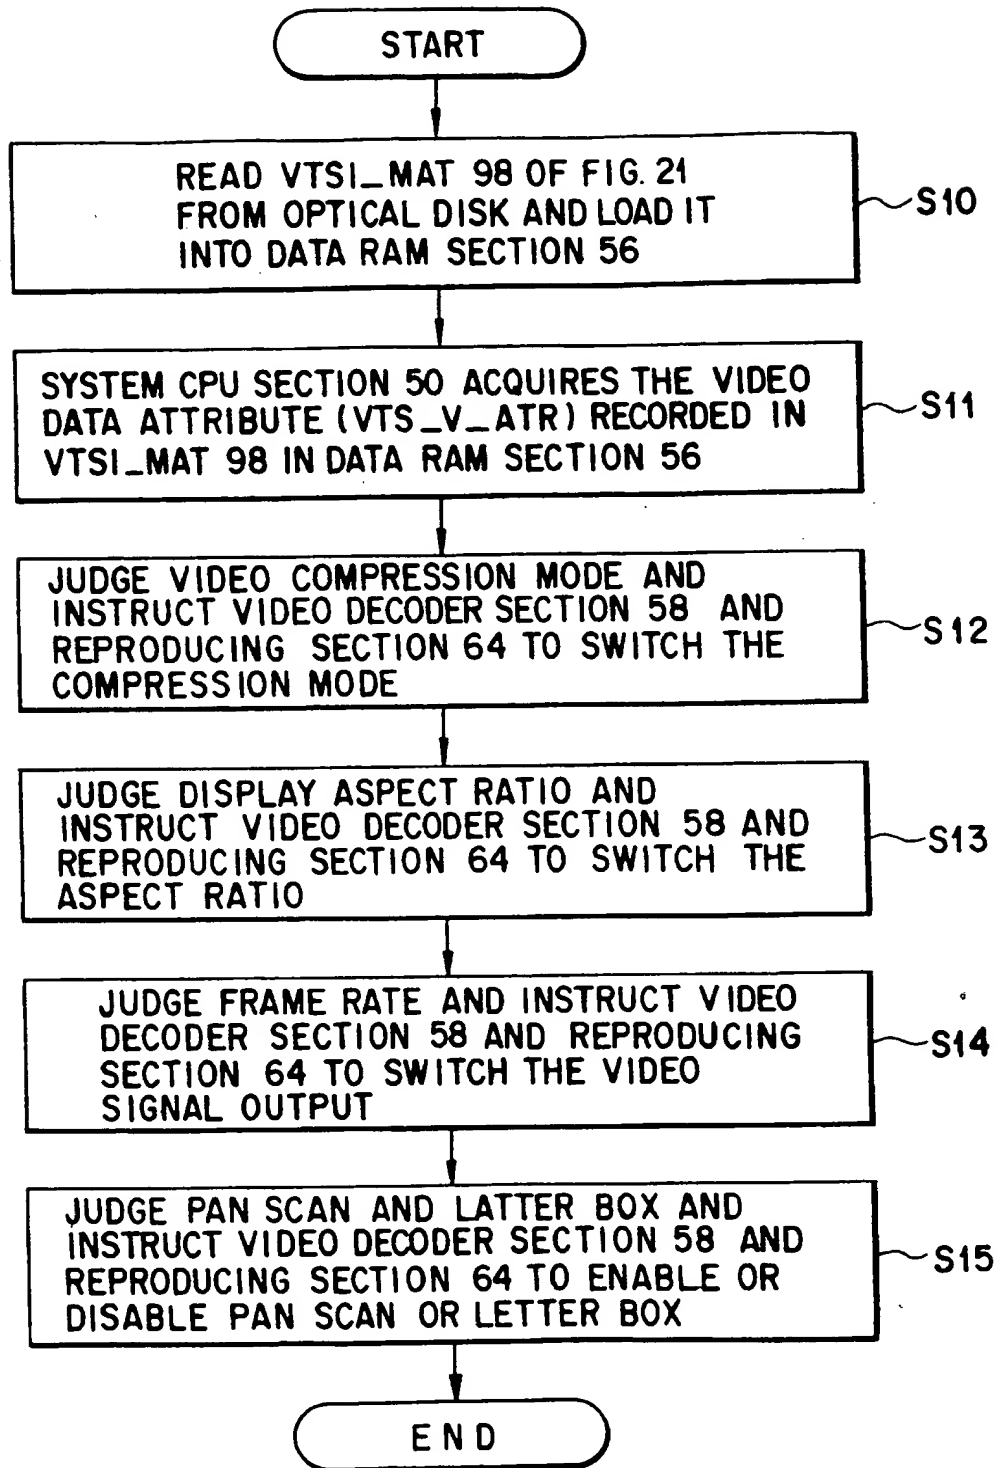 START
READ VTSI_MAT 98 OF FIG. 21
FROM OPTICAL DISK AND LOAD IT
INTO DATA RAM SECTION 56
S10
SYSTEM CPU SECTION 50 ACQUIRES THE VIDEO
DATA ATTRIBUTE (VTS_V_ATR) RECORDED IN
VTSI_MAT 98 IN DATA RAM SECTION 56
S11
JUDGE VIDEO COMPRESSION MODE AND
INSTRUCT VIDEO DECODER SECTION 58 AND
REPRODUCING SECTION 64 TO SWITCH THE
COMPRESSION MODE
S12
JUDGE DISPLAY ASPECT RATIO AND
INSTRUCT VIDEO DECODER SECTION 58 AND
REPRODUCING SECTION 64 TO SWITCH THE
ASPECT RATIO
S13
JUDGE FRAME RATE AND INSTRUCT VIDEO
DECODER SECTION 58 AND REPRODUCING
SECTION 64 TO SWITCH THE VIDEO
SIGNAL OUTPUT
S14
JUDGE PAN SCAN AND LATTER BOX AND
INSTRUCT VIDEO DECODER SECTION 58 AND
REPRODUCING SECTION 64 TO ENABLE OR
DISABLE PAN SCAN OR LETTER BOX
S15
END